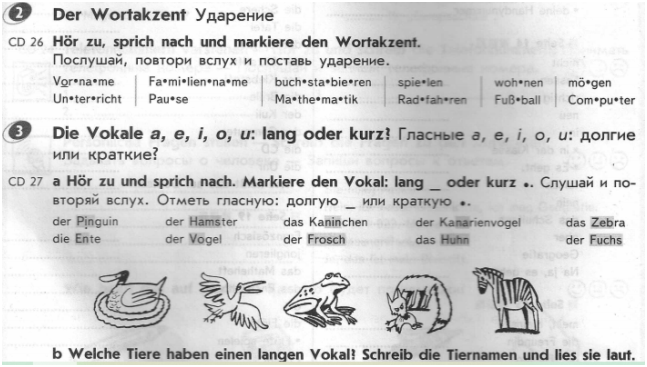 2 Der Wortakzent Ударение
CD 26 Hör zu, sprich nach und markiere den Wortakzent.
Послушай, повтори вслух и поставь ударение.
Vor•na•me Fa•mi•lien•na•me buch•sta•bie•ren spie•len woh•nen mö•gen
Un•ter•richt Pau•se Ma•the•ma•tik Rad•fah•ren Fuß•ball Com•pu•ter
3 Die Vokale a, e, i, o, u: lang oder kurz? Гласные a, e, i, o, u: долгие
или краткие?
CD 27 a Hör zu und sprich nach. Markiere den Vokal: lang _ oder kurz •. Слушай и по-
вторяй вслух. Отметь гласную: долгую _ или краткую •.
der Pinguin der Hamster das Kaninchen der Kanarienvogel das Zebra
die Ente der Vogel der Frosch das Huhn der Fuchs
b Welche Tiere haben einen langen Vokal? Schreib die Tiernamen und lies sie laut.